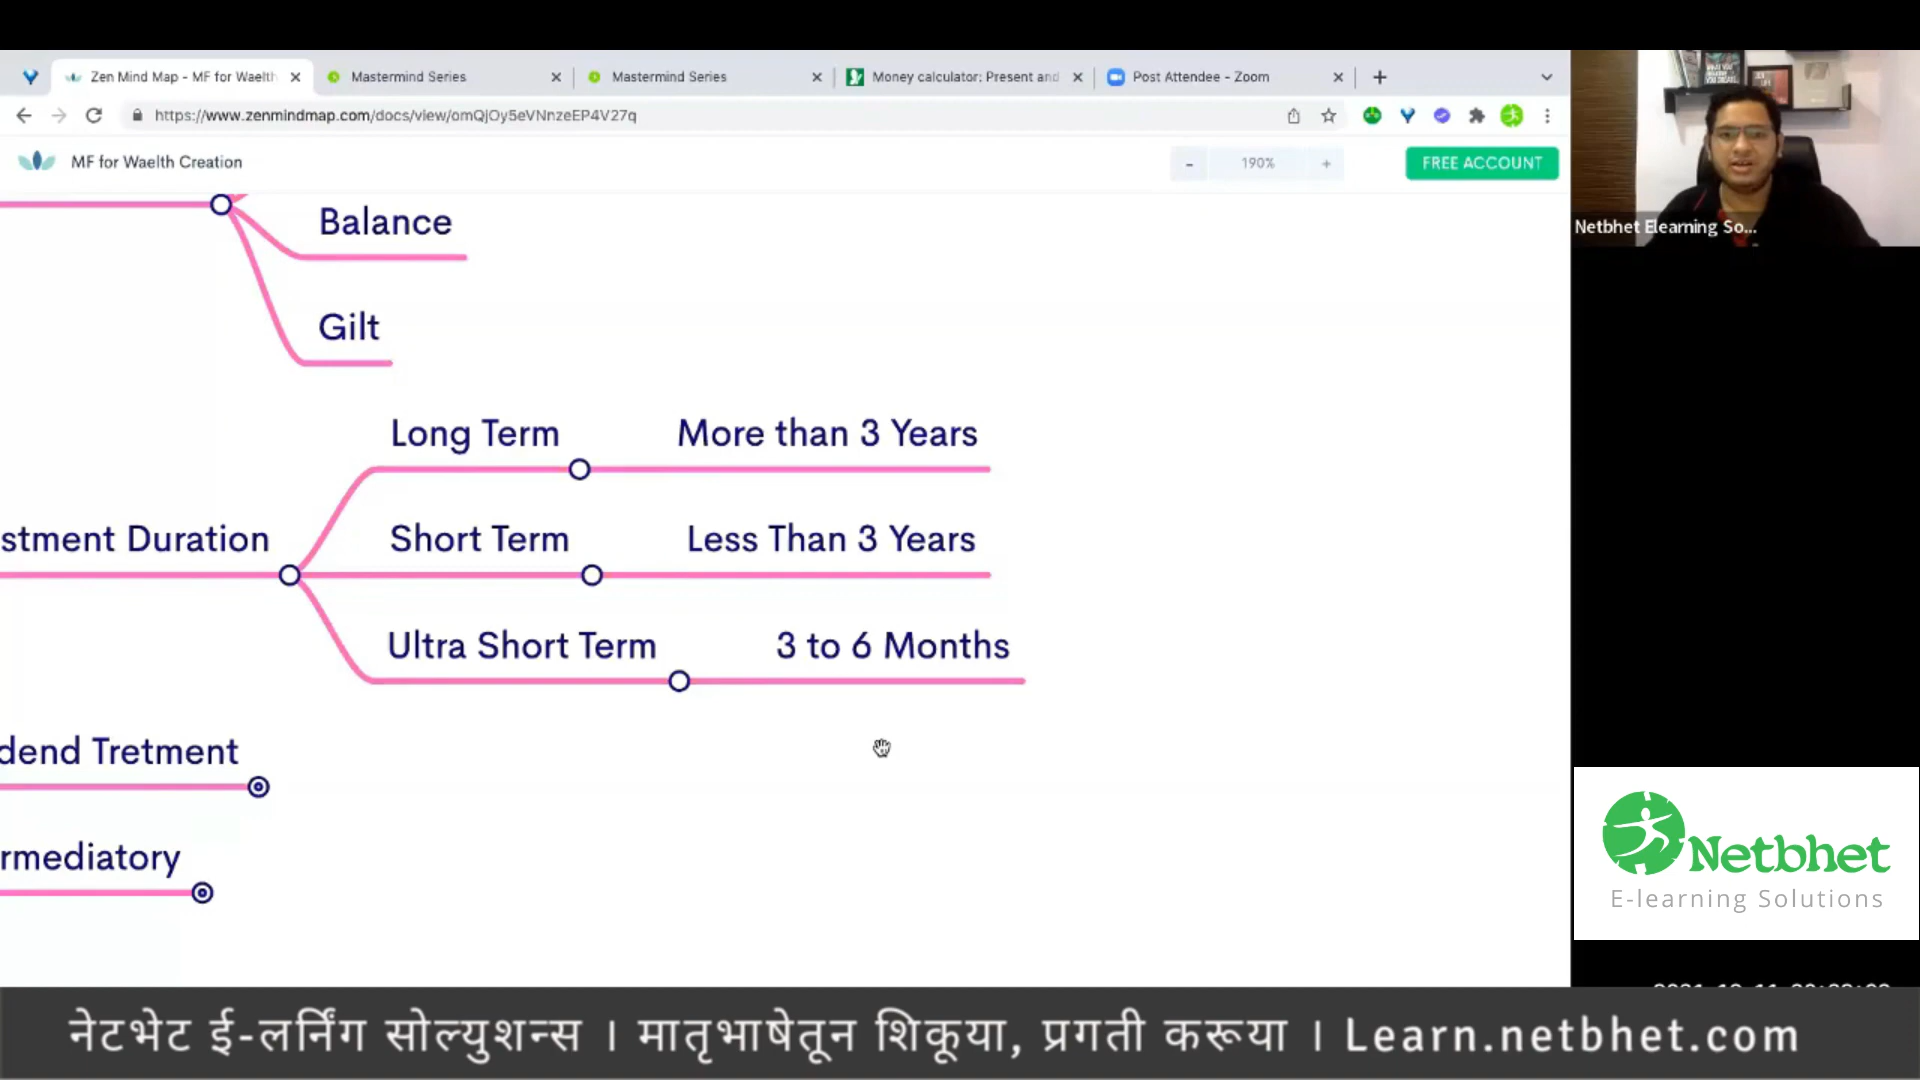 Zen Mind Map - MF for Waelth
Mastermind Series
Mastermind Series
Money calculator: Present and
Post Attendee - Zoom
https://www.zenmindmap.com/docs/view/omQjOy5eVNnzeEP4V27q
MF for Waelth Creation
- 190% +
FREE ACCOUNT
Netbhet Elearning So...
Balance
Gilt
Long Term More than 3 Years
stment Duration Short Term Less Than 3 Years
Ultra Short Term 3 to 6 Months
dend Tretment
rmediatory
Netbhet
E-learning Solutions
नेटभेट ई-लर्निंग सोल्युशन्स । मातृभाषेतून शिकूया, प्रगती करूया । Learn.netbhet.com